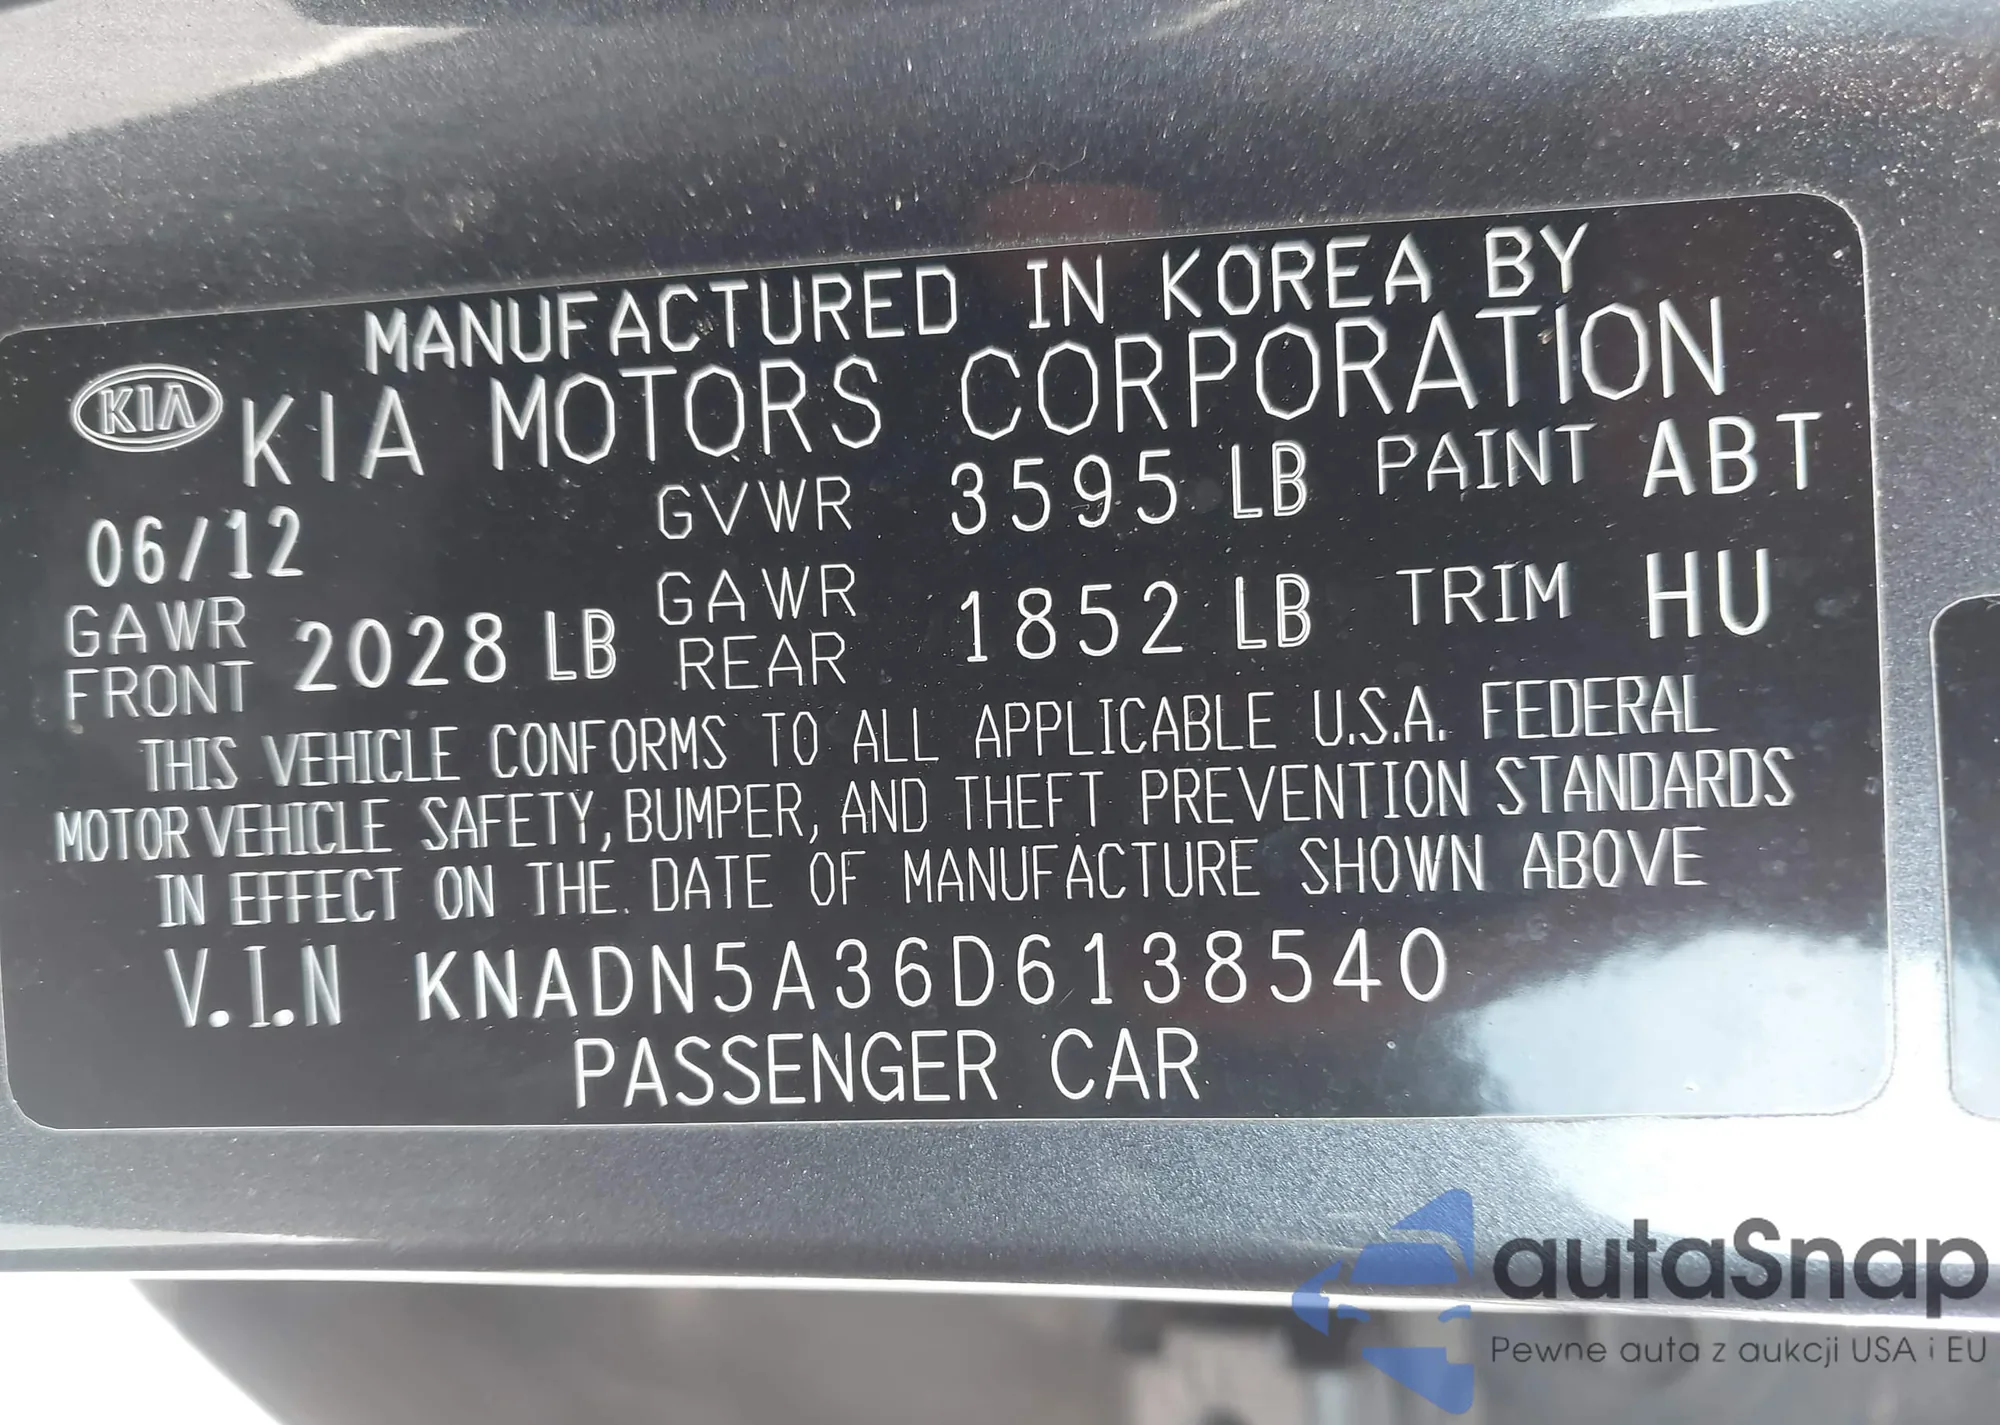 MANUFACTURED IN KOREA BY
KIA KIA MOTORS CORPORATION
06/12 GVWR 3595 LB PAINT ABT
GAWR FRONT 2028 LB GAWR REAR 1852 LB TRIM HU
THIS VEHICLE CONFORMS TO ALL APPLICABLE U.S.A. FEDERAL
MOTOR VEHICLE SAFETY, BUMPER, AND THEFT PREVENTION STANDARDS
IN EFFECT ON THE DATE OF MANUFACTURE SHOWN ABOVE
V.I.N KNADN5A36D6138540
PASSENGER CAR
autaSnap
Pewne auta z aukcji USA i EU